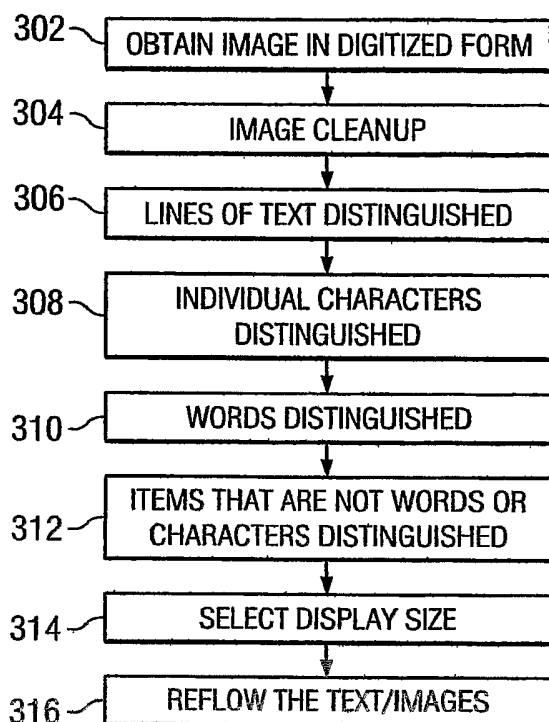 302 OBTAIN IMAGE IN DIGITIZED FORM
304 IMAGE CLEANUP
306 LINES OF TEXT DISTINGUISHED
308 INDIVIDUAL CHARACTERS
DISTINGUISHED
310 WORDS DISTINGUISHED
312 ITEMS THAT ARE NOT WORDS OR
CHARACTERS DISTINGUISHED
314 SELECT DISPLAY SIZE
316 REFLOW THE TEXT/IMAGES